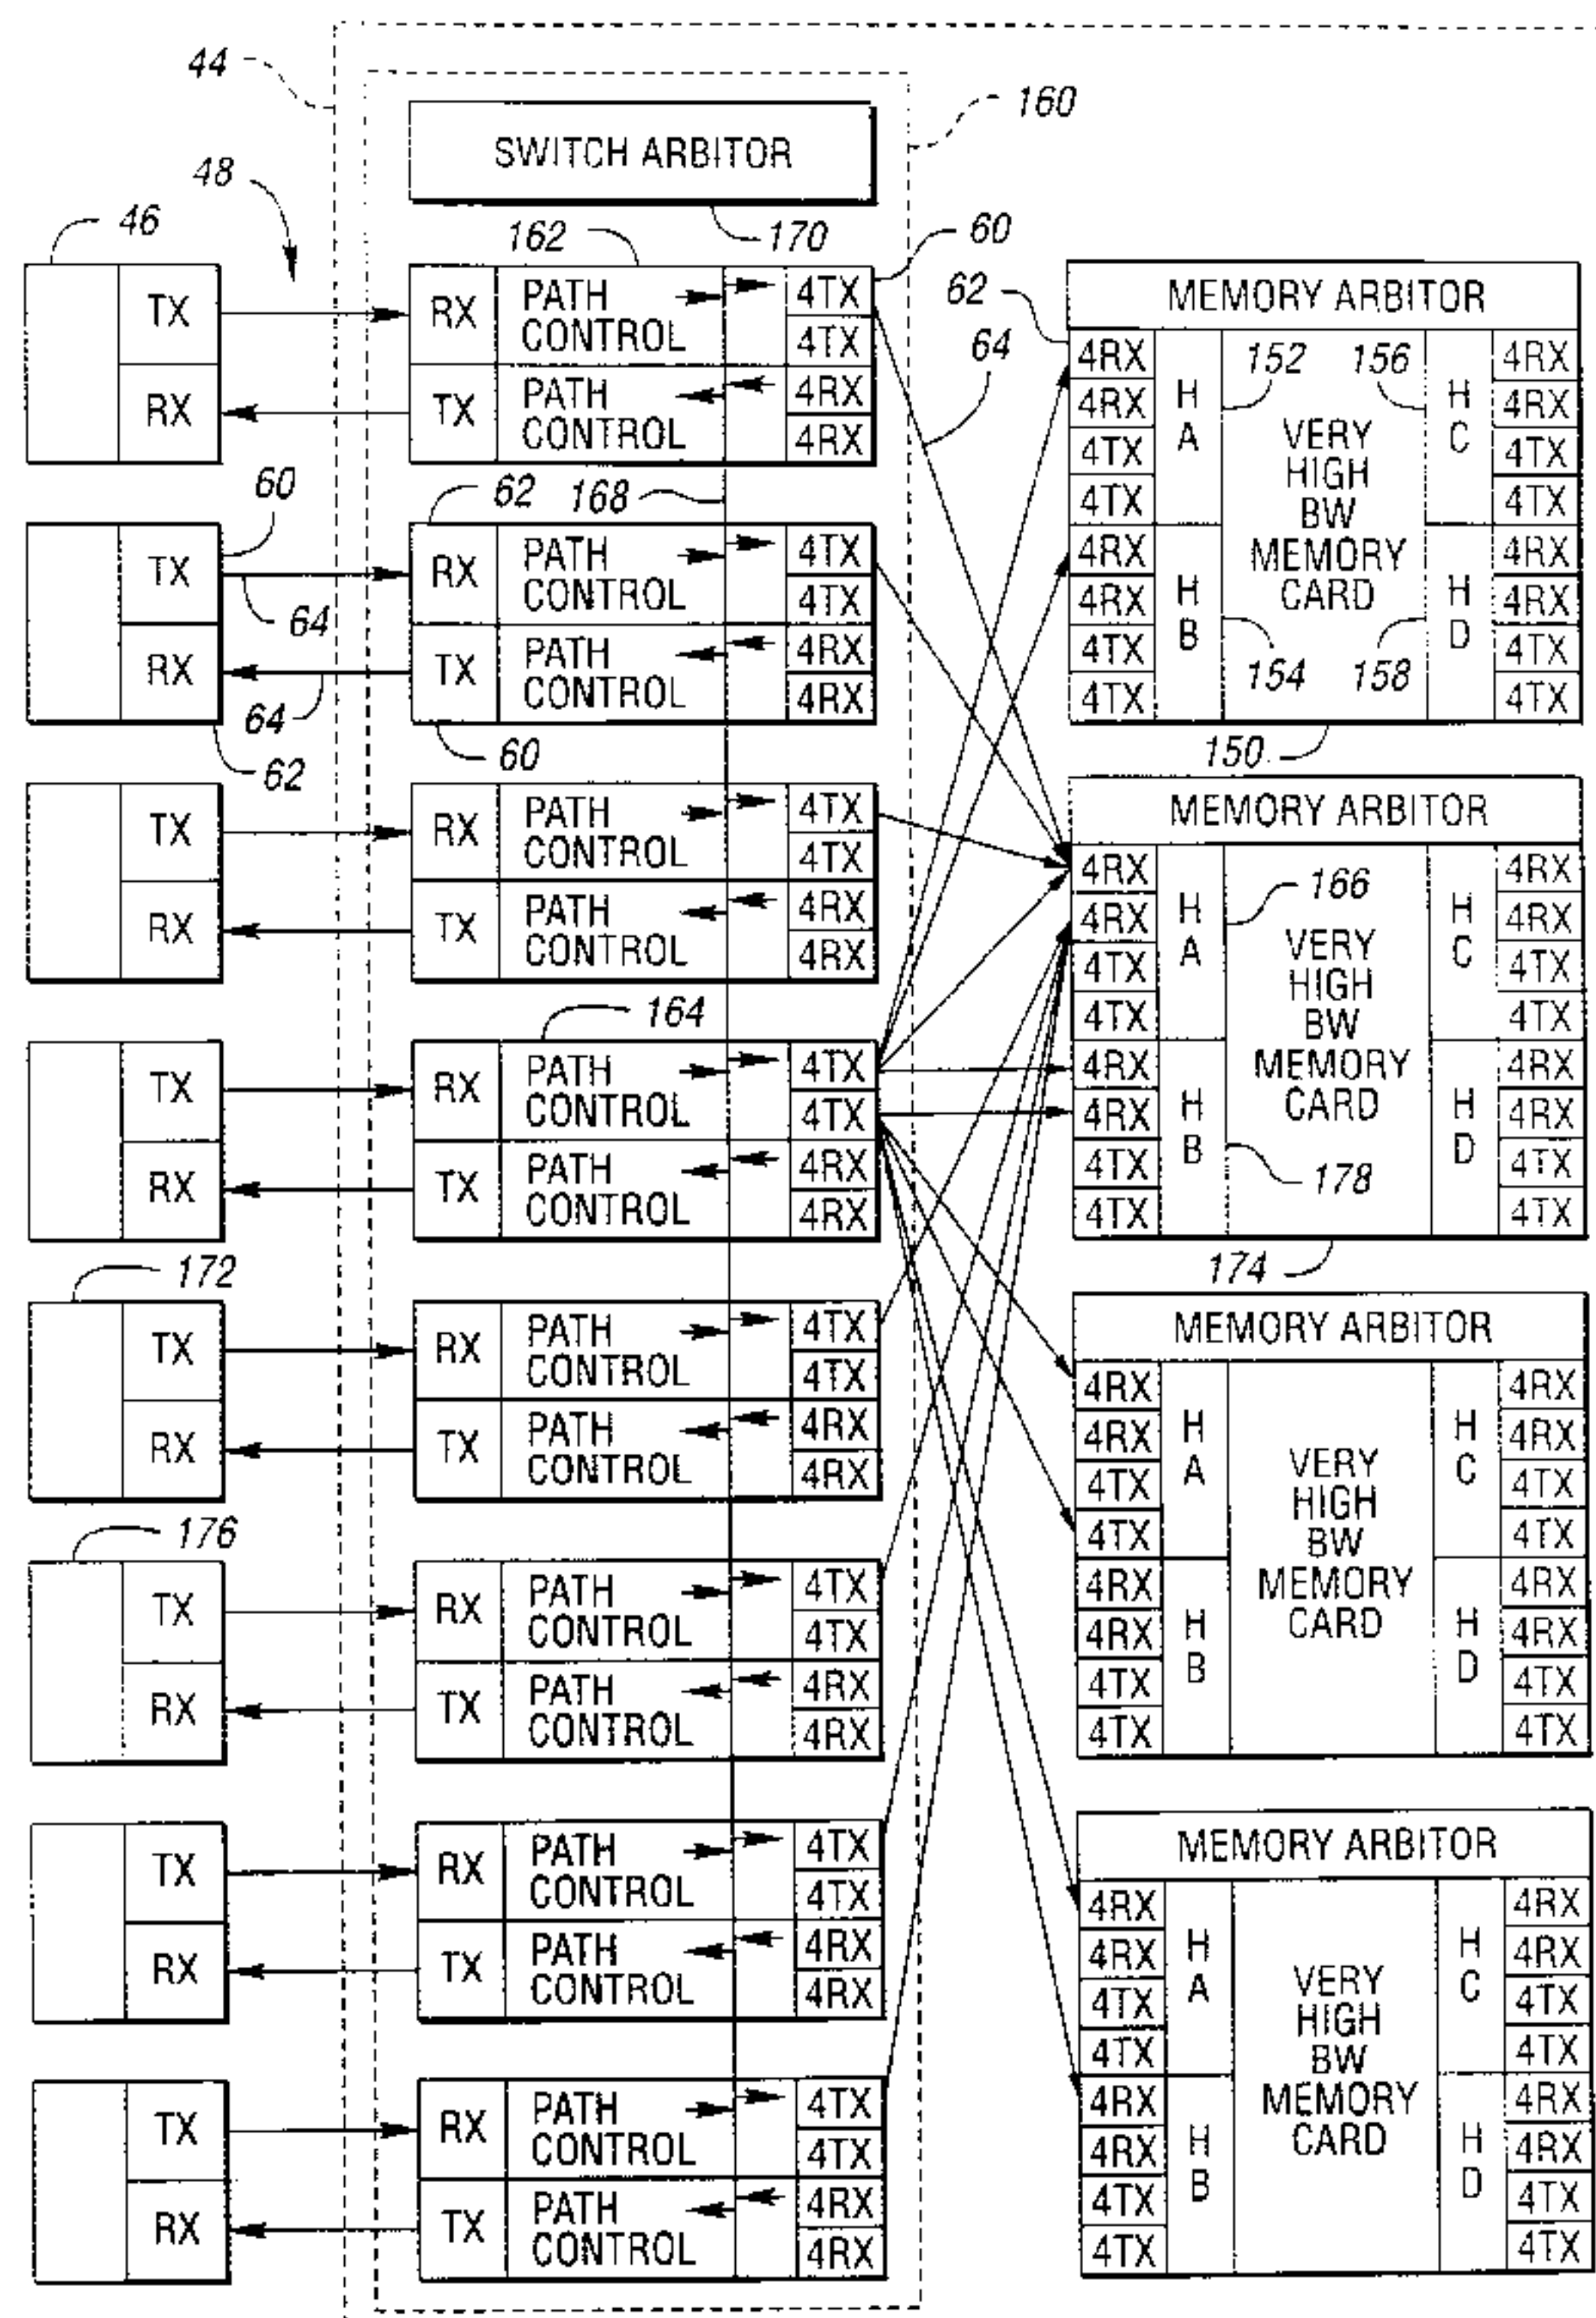 44
160
SWITCH ARBITOR
48
46
162
170
60
TX
RX
PATH
CONTROL
4TX
4TX
RX
TX
PATH
CONTROL
4RX
4RX
62
64
MEMORY ARBITOR
4RX
4RX
4TX
4TX
H
A
152
156
H
C
4RX
4RX
4TX
4TX
VERY
HIGH
BW
MEMORY
CARD
4RX
4RX
4TX
4TX
H
B
154
158
H
D
4RX
4RX
4TX
4TX
150
60
62
168
TX
64
RX
PATH
CONTROL
4TX
4TX
RX
64
TX
PATH
CONTROL
4RX
4RX
62
60
TX
RX
PATH
CONTROL
4TX
4TX
RX
TX
PATH
CONTROL
4RX
4RX
MEMORY ARBITOR
4RX
4RX
4TX
4TX
H
A
166
H
C
4RX
4RX
4TX
4TX
VERY
HIGH
BW
MEMORY
CARD
4RX
4RX
4TX
4TX
H
B
178
H
D
4RX
4RX
4TX
4TX
174
164
TX
RX
PATH
CONTROL
4TX
4TX
RX
TX
PATH
CONTROL
4RX
4RX
172
TX
RX
PATH
CONTROL
4TX
4TX
RX
TX
PATH
CONTROL
4RX
4RX
MEMORY ARBITOR
4RX
4RX
4TX
4TX
H
A
H
C
4RX
4RX
4TX
4TX
VERY
HIGH
BW
MEMORY
CARD
4RX
4RX
4TX
4TX
H
B
H
D
4RX
4RX
4TX
4TX
176
TX
RX
PATH
CONTROL
4TX
4TX
RX
TX
PATH
CONTROL
4RX
4RX
TX
RX
PATH
CONTROL
4TX
4TX
RX
TX
PATH
CONTROL
4RX
4RX
MEMORY ARBITOR
4RX
4RX
4TX
4TX
H
A
H
C
4RX
4RX
4TX
4TX
VERY
HIGH
BW
MEMORY
CARD
4RX
4RX
4TX
4TX
H
B
H
D
4RX
4RX
4TX
4TX
TX
RX
PATH
CONTROL
4TX
4TX
RX
TX
PATH
CONTROL
4RX
4RX